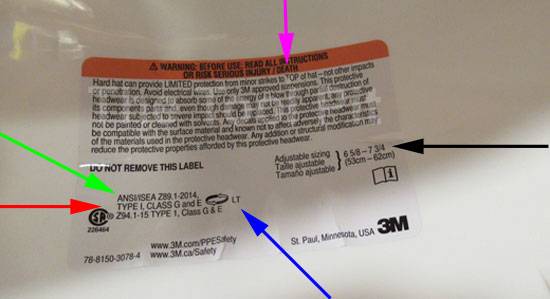 WARNING: BEFORE USE: READ ALL INSTRUCTIONS
OR RISK SERIOUS INJURY / DEATH
Hard hat can provide LIMITED protection from minor strikes to TOP of hat – not other impacts
or penetration. Avoid electrical wires. Use only 3M approved suspensions. This protective
headwear is designed to absorb some of the energy of a blow through partial destruction of
its components parts and, even though damage may not be readily apparent, any protective
headwear subjected to severe impact should be replaced. This protective headwear must
not be painted or cleaned with solvents. Any decals applied to the protective headwear must
be compatible with the surface material and known not to affect adversely the characteristics
of the materials used in the protective headwear. Any addition or structural modification may
reduce the protective properties afforded by this protective headwear.
DO NOT REMOVE THIS LABEL
Adjustable sizing
Taille ajustable
Tamaño ajustable
6 5/8 – 7 3/4
(53cm – 62cm)
ANSI/ISEA Z89.1-2014,
TYPE I, CLASS G and E LT
CSA Z94.1-15 TYPE 1, Class G & E
226464
www.3M.com/PPESafety
www.3M.ca/Safety
78-8150-3078-4
St. Paul, Minnesota, USA 3M